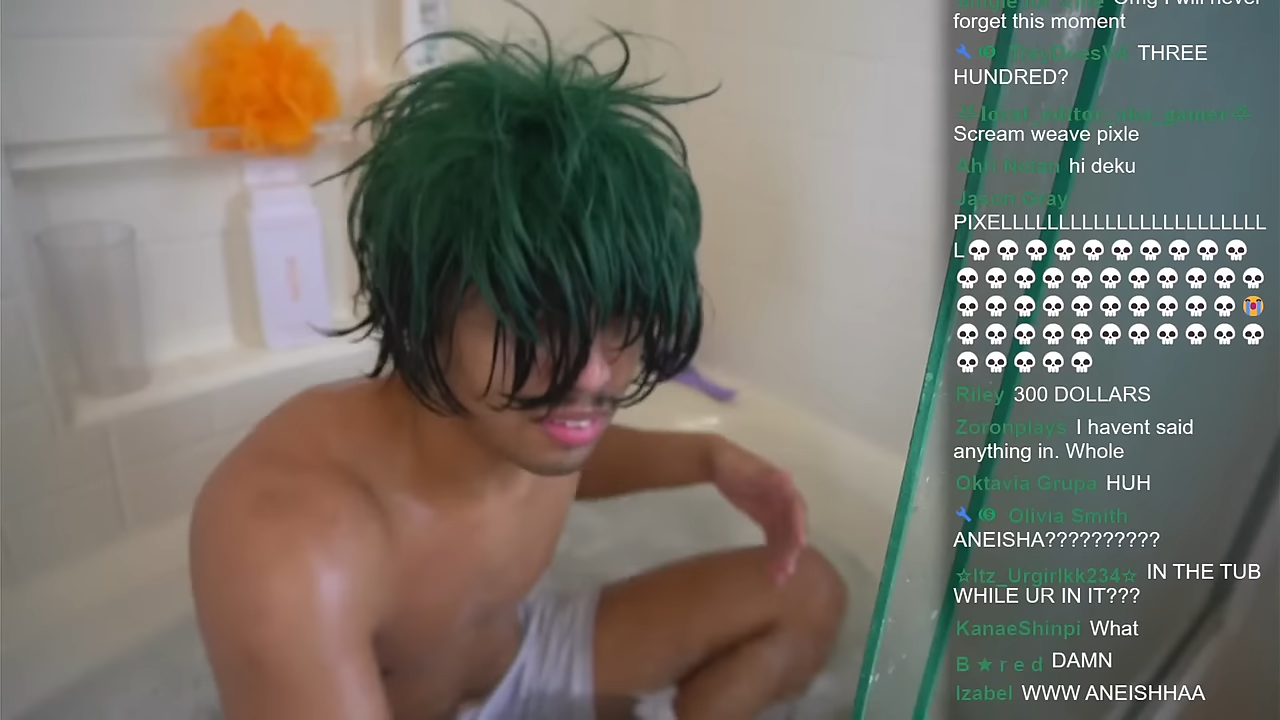 forget this moment
THREE
HUNDRED?
Scream weave pixle
hi deku
Jason Gray
PIXELLLLLLLLLLLLLLLLLLLLLLL
L💀💀💀💀💀💀💀💀💀💀
💀💀💀💀💀💀💀💀💀💀💀
💀💀💀💀💀💀💀💀💀💀😭
💀💀💀💀💀💀💀💀💀💀💀
💀💀💀💀💀
Riley 300 DOLLARS
Zoronplays I havent said
anything in. Whole
Oktavia Grupa HUH
Olivia Smith
ANEISHA??????????
☆Itz_Urgirlkk234☆ IN THE TUB
WHILE UR IN IT???
KanaeShinpi What
B ★ r e d DAMN
Izabel WWW ANEISHHAA